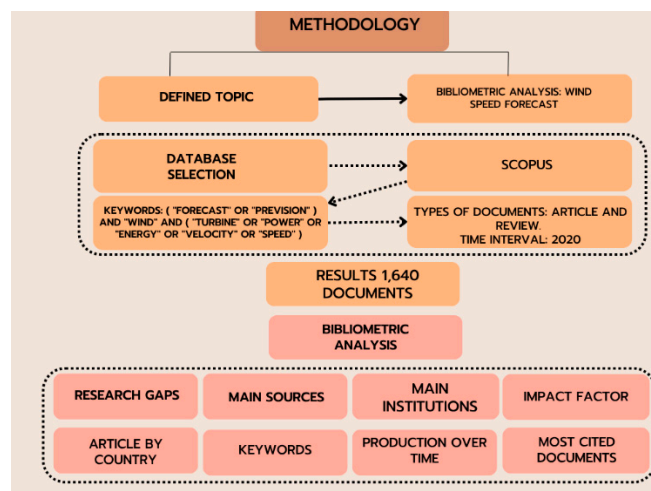 METHODOLOGY
DEFINED TOPIC
BIBLIOMETRIC ANALYSIS: WIND
SPEED FORECAST
DATABASE
SELECTION
SCOPUS
KEYWORDS: ( "FORECAST" OR "PREVISION" )
AND "WIND" AND ( "TURBINE" OR "POWER" OR
"ENERGY" OR "VELOCITY" OR "SPEED" )
TYPES OF DOCUMENTS: ARTICLE AND
REVIEW.
TIME INTERVAL: 2020
RESULTS 1,640
DOCUMENTS
BIBLIOMETRIC
ANALYSIS
RESEARCH GAPS
MAIN SOURCES
MAIN
INSTITUTIONS
IMPACT FACTOR
ARTICLE BY
COUNTRY
KEYWORDS
PRODUCTION OVER
TIME
MOST CITED
DOCUMENTS